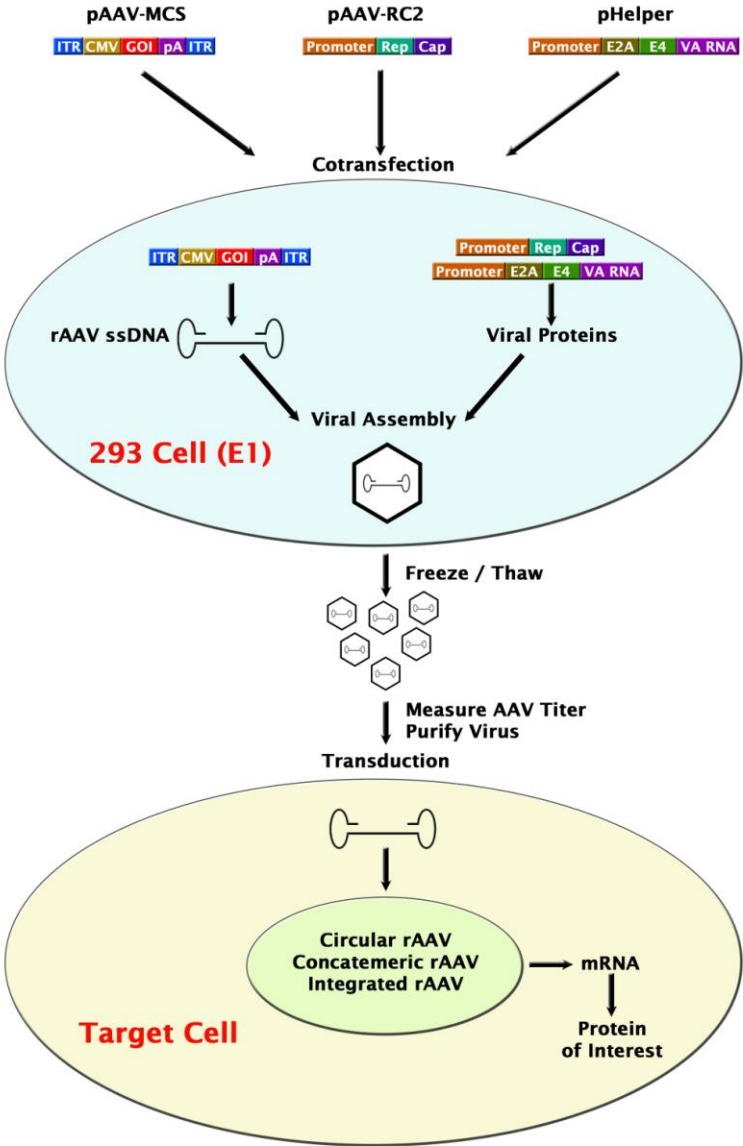 pAAV-MCS
pAAV-RC2
pHelper
ITR CMV GOI pA ITR
Promoter Rep Cap
Promoter E2A E4 VA RNA
Cotransfection
ITR CMV GOI pA ITR
Promoter Rep Cap
Promoter E2A E4 VA RNA
rAAV ssDNA
Viral Proteins
Viral Assembly
293 Cell (E1)
Freeze / Thaw
Measure AAV Titer
Purify Virus
Transduction
Circular rAAV
Concatemeric rAAV
Integrated rAAV
mRNA
Protein
of Interest
Target Cell